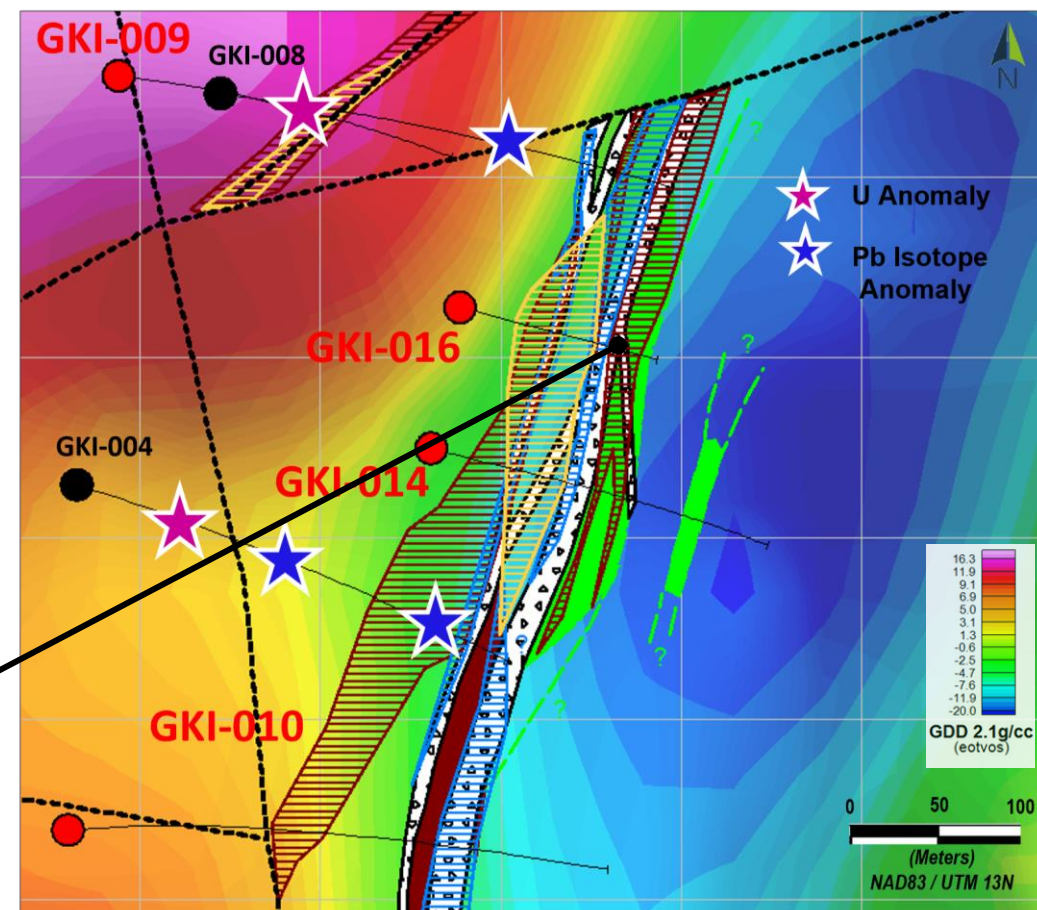 GKI-009
GKI-008
N
U Anomaly
Pb Isotope
Anomaly
?
GKI-016
?
GKI-004
GKI-014
?
GKI-010
?
16.3
11.9
9.1
6.9
5.0
3.1
1.3
-0.6
-2.5
-4.7
-7.6
-11.9
-20.0
GDD 2.1g/cc
(eotvos)
0 50 100
(Meters)
NAD83 / UTM 13N